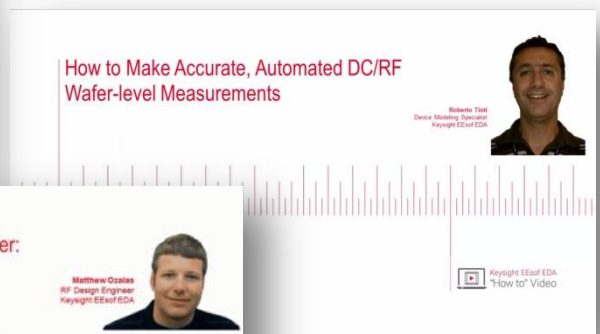 How to Make Accurate, Automated DC/RF
Wafer-level Measurements
Roberto Tinti
Device Modeling Specialist
Keysight EEsof EDA
er:
Matthew Ozalas
RF Design Engineer
Keysight EEsof EDA
Keysight EEsof EDA
"How to" Video